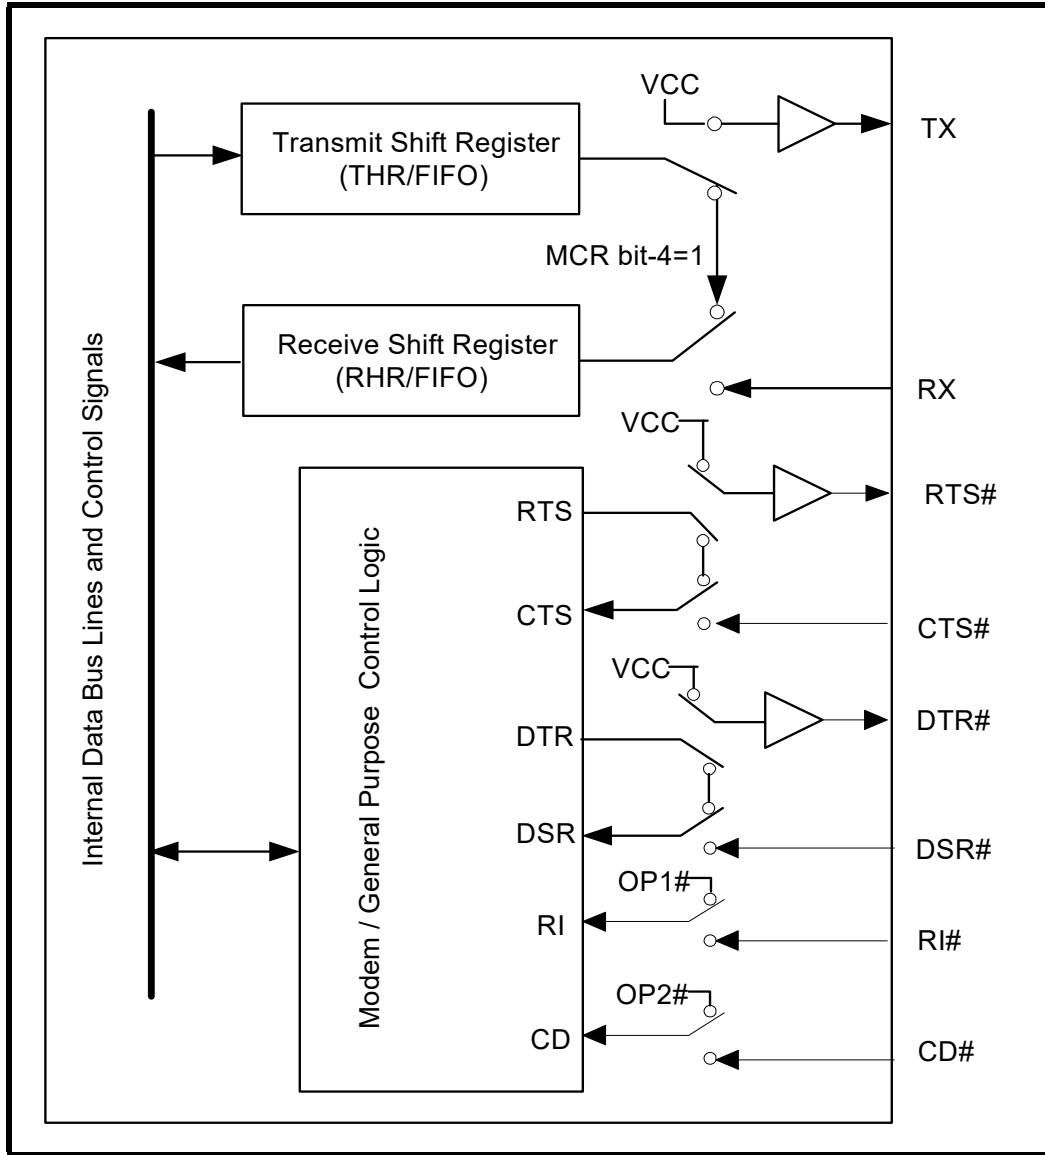 VCC
TX
Transmit Shift Register
(THR/FIFO)
MCR bit-4=1
Receive Shift Register
(RHR/FIFO)
RX
VCC
RTS#
RTS
CTS
CTS#
VCC
DTR#
DTR
DSR
DSR#
OP1#
RI
RI#
OP2#
CD
CD#
Internal Data Bus Lines and Control Signals
Modem / General Purpose Control Logic